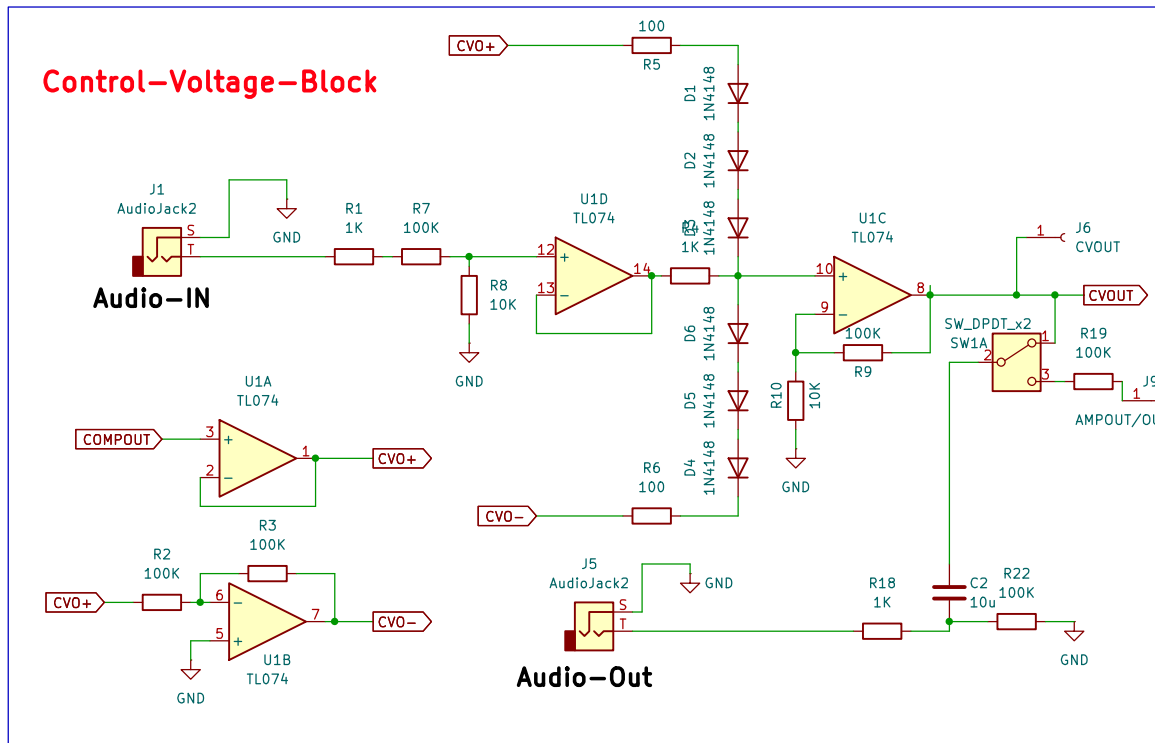 Control-Voltage-Block
CVO+
100
R5
D1
1N4148
D2
1N4148
D3
1N4148
J1
AudioJack2
S
T
GND
Audio-IN
R1
1K
R7
100K
R8
10K
GND
U1D
TL074
12
+
13
−
14
R4
1K
U1C
TL074
10
+
9
−
8
100K
R9
R10
10K
GND
1
J6
CVOUT
CVOUT
SW_DPDT_x2
SW1A
1
2
3
R19
100K
J9
1
AMPOUT/OU
D6
1N4148
D5
1N4148
D4
1N4148
R6
100
CVO-
U1A
TL074
COMPOUT
3
+
2
−
1
CVO+
R3
100K
R2
100K
CVO+
6
−
5
+
7
CVO-
U1B
TL074
GND
J5
AudioJack2
S
T
GND
Audio-Out
R18
1K
C2
10u
R22
100K
GND